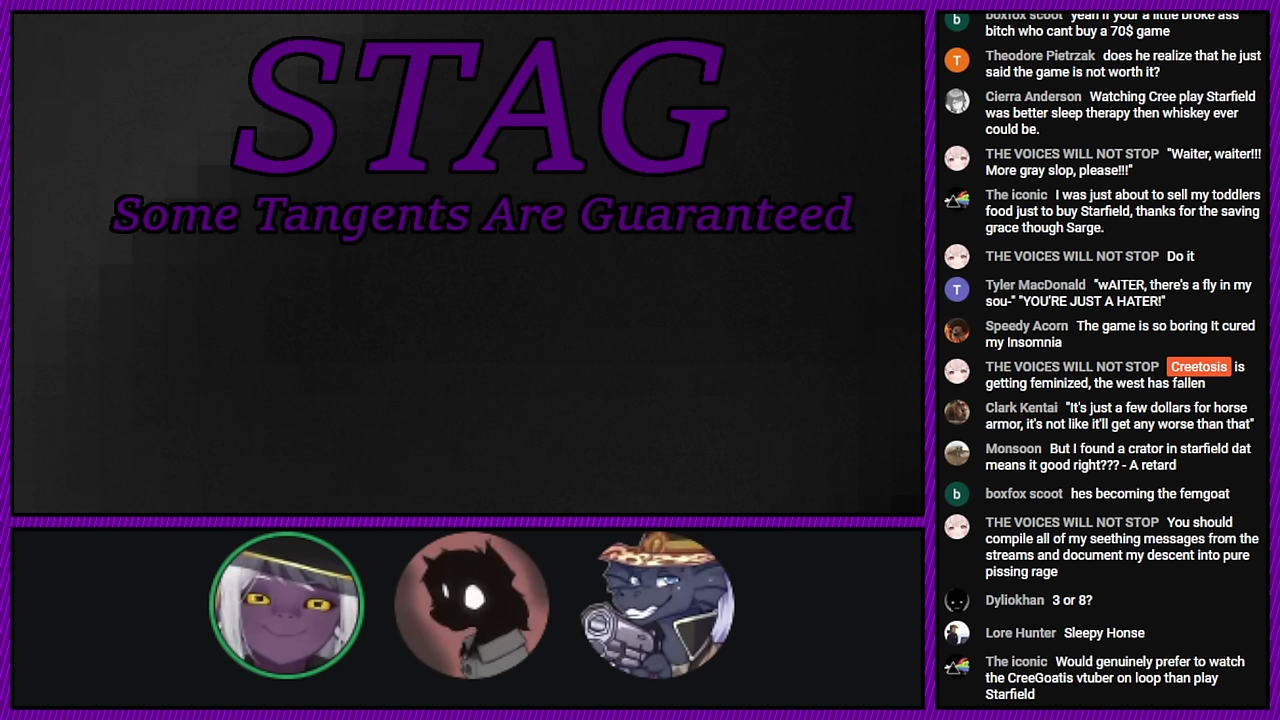 STAG
Some Tangents Are Guaranteed
b
boxfox scoot yeah if your a little broke ass
bitch who cant buy a 70$ game
T
Theodore Pietrzak does he realize that he just
said the game is not worth it?
Cierra Anderson Watching Cree play Starfield
was better sleep therapy then whiskey ever
could be.
THE VOICES WILL NOT STOP "Waiter, waiter!!!
More gray slop, please!!!"
The iconic I was just about to sell my toddlers
food just to buy Starfield, thanks for the saving
grace though Sarge.
THE VOICES WILL NOT STOP Do it
T
Tyler MacDonald "wAITER, there's a fly in my
sou-" "YOU'RE JUST A HATER!"
Speedy Acorn The game is so boring It cured
my Insomnia
THE VOICES WILL NOT STOP Creetosis is
getting feminized, the west has fallen
Clark Kentai "It's just a few dollars for horse
armor, it's not like it'll get any worse than that"
Monsoon But I found a crator in starfield dat
means it good right??? - A retard
b
boxfox scoot hes becoming the femgoat
THE VOICES WILL NOT STOP You should
compile all of my seething messages from the
streams and document my descent into pure
pissing rage
Dyliokhan 3 or 8?
Lore Hunter Sleepy Honse
The iconic Would genuinely prefer to watch
the CreeGoatis vtuber on loop than play
Starfield